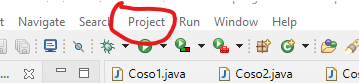 Navigate Search Project Run Window Help
Coso1.java Coso2.java